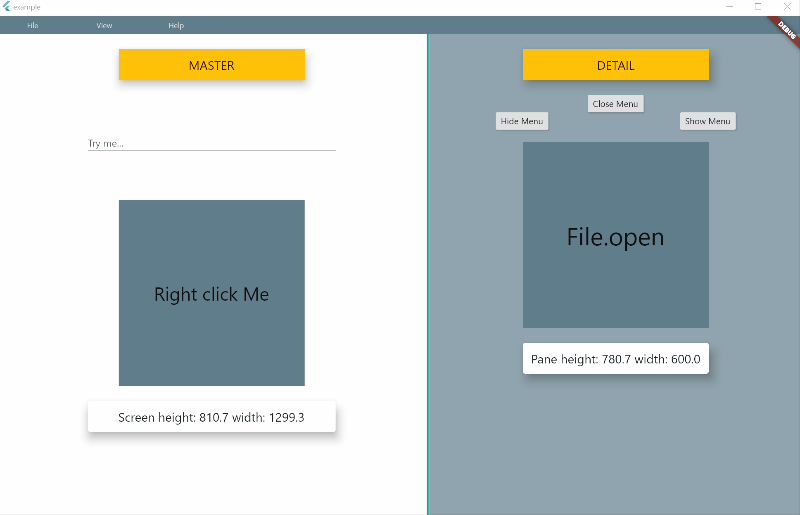 example
File View Help
DEBUG
MASTER
Try me...
Right click Me
Screen height: 810.7 width: 1299.3
DETAIL
Close Menu
Hide Menu
Show Menu
File.open
Pane height: 780.7 width: 600.0